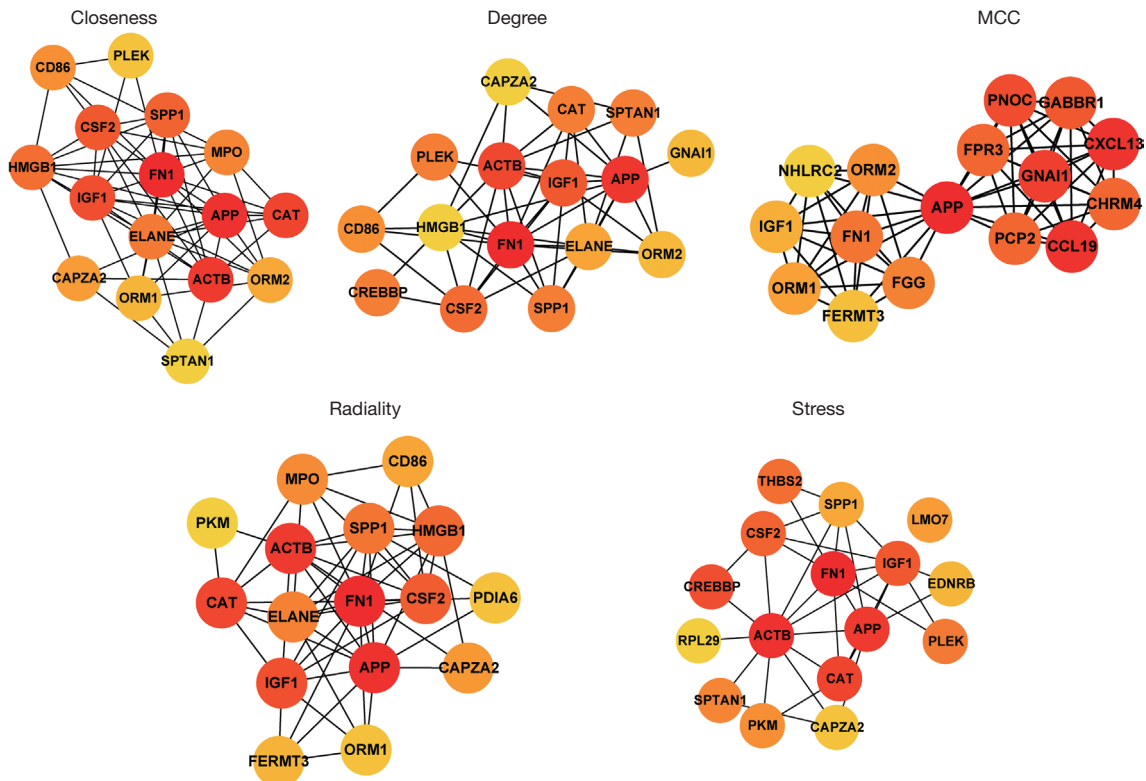 Closeness
PLEK
CD86
SPP1
CSF2
MPO
HMGB1
FN1
IGF1
APP
CAT
ELANE
CAPZA2
ACTB
ORM2
ORM1
SPTAN1
Degree
CAPZA2
CAT
SPTAN1
GNAI1
PLEK
ACTB
IGF1
APP
CD86
HMGB1
FN1
ELANE
ORM2
CREBBP
CSF2
SPP1
MCC
PNOC
GABBR1
CXCL13
FPR3
NHLRC2
ORM2
GNAI1
APP
CHRM4
IGF1
FN1
PCP2
CCL19
ORM1
FGG
FERMT3
Radiality
CD86
MPO
PKM
SPP1
HMGB1
ACTB
CAT
ELANE
FN1
CSF2
PDIA6
IGF1
APP
CAPZA2
FERMT3
ORM1
Stress
THBS2
SPP1
LMO7
CSF2
IGF1
CREBBP
FN1
EDNRB
RPL29
ACTB
APP
PLEK
CAT
SPTAN1
PKM
CAPZA2